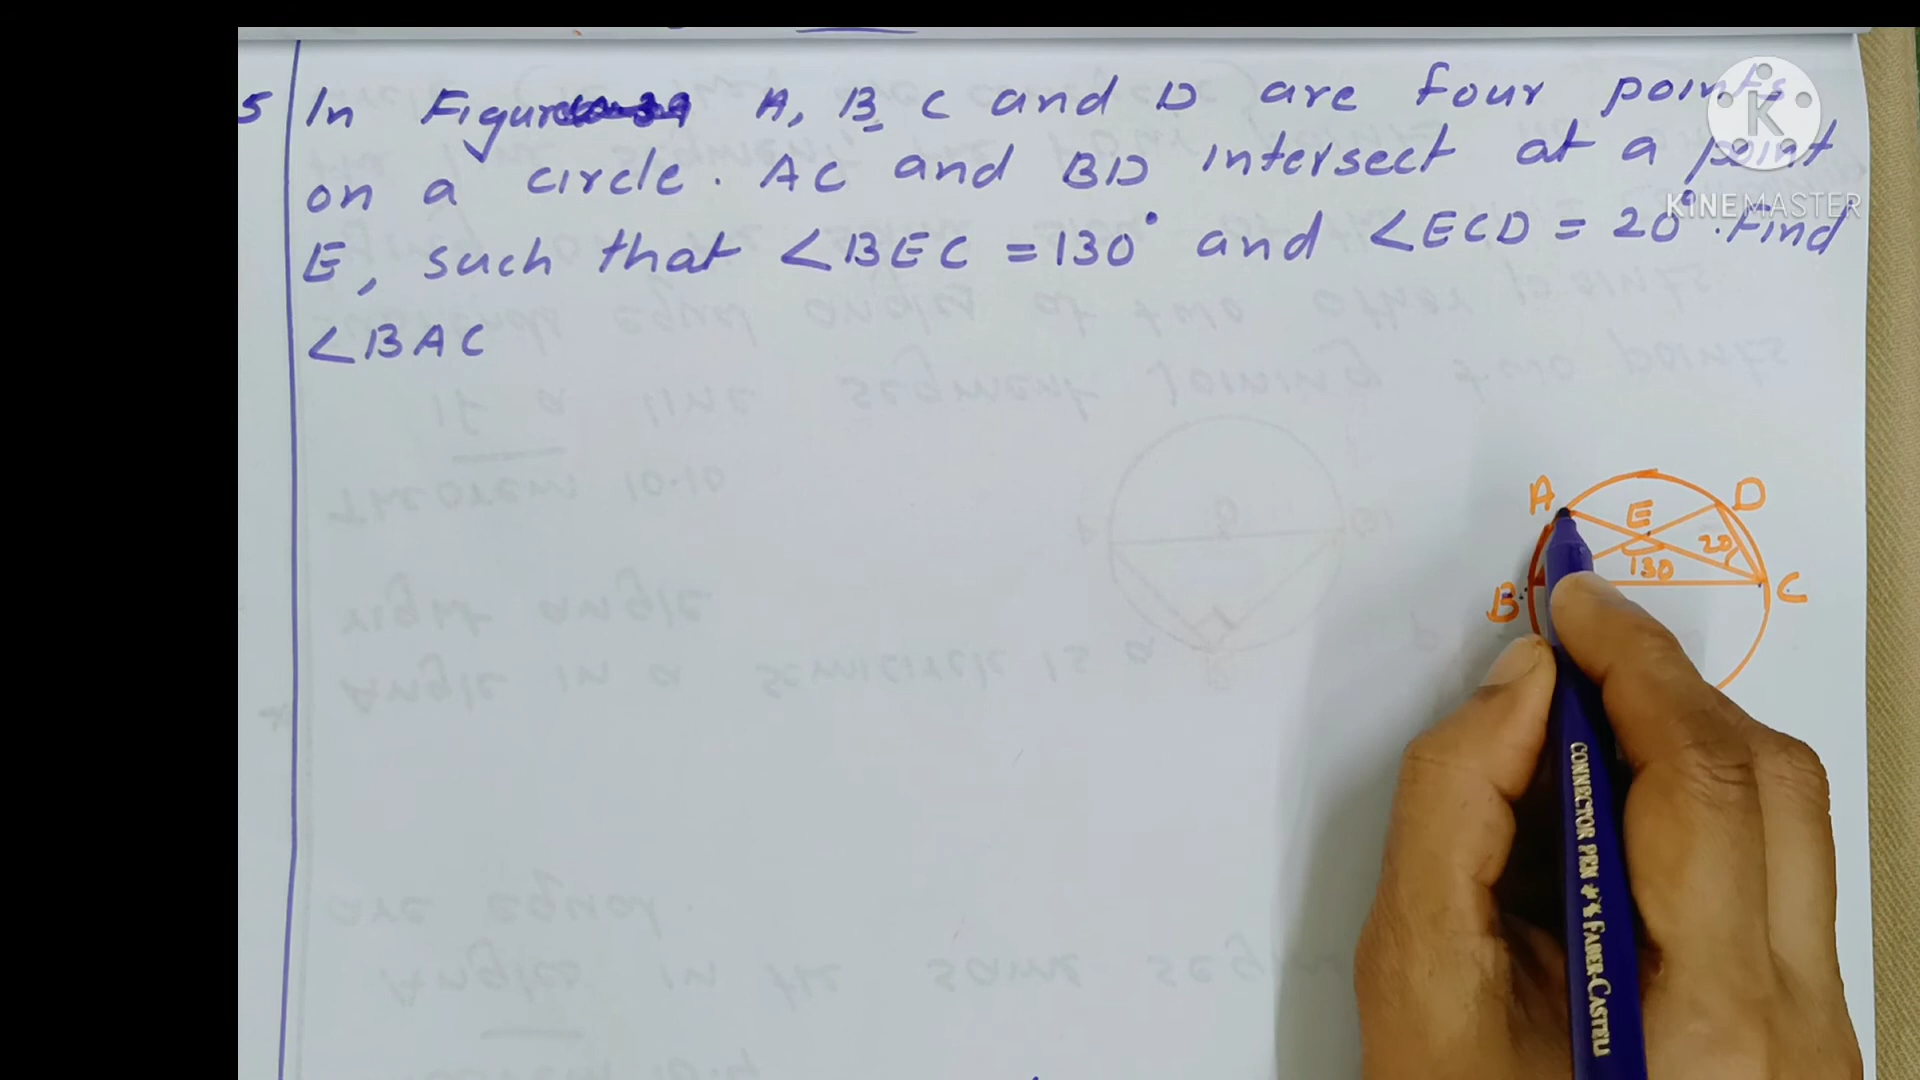 5 In Figure A, B, C and D are four points
on a circle. AC and BD intersect at a point
E, such that ∠BEC = 130° and ∠ECD = 20°. Find
∠BAC
K
KINEMASTER
A
D
E
20
130
B
C
CONNECTOR PEN ★★ FABER-CASTELL